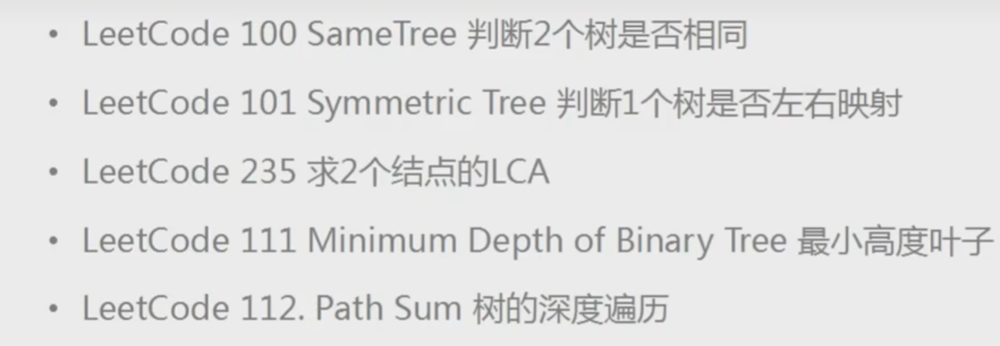 • LeetCode 100 SameTree 判断2个树是否相同
• LeetCode 101 Symmetric Tree 判断1个树是否左右映射
• LeetCode 235 求2个结点的LCA
• LeetCode 111 Minimum Depth of Binary Tree 最小高度叶子
• LeetCode 112. Path Sum 树的深度遍历